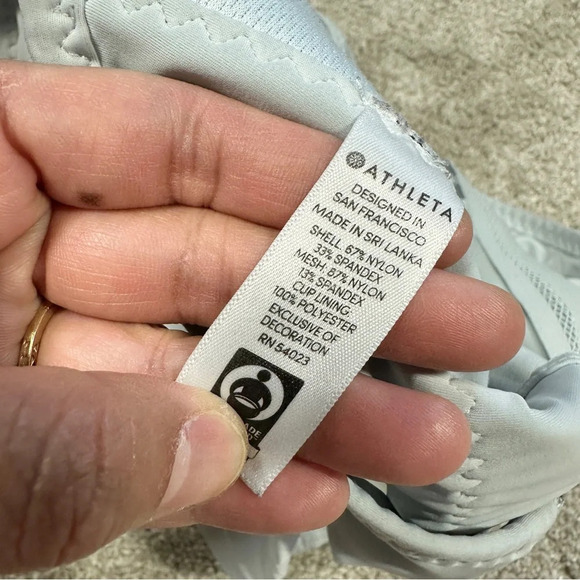 ATHLETA
DESIGNED IN
SAN FRANCISCO
MADE IN SRI LANKA
SHELL: 67% NYLON
33% SPANDEX
MESH: 87% NYLON
13% SPANDEX
CUP LINING:
100% POLYESTER
EXCLUSIVE OF
DECORATION
RN 54023